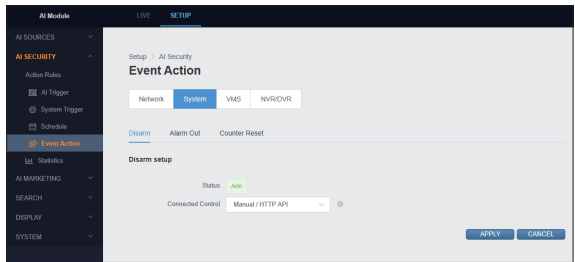 AI Module
LIVE SETUP
AI SOURCES
AI SECURITY
Action Rules
AI Trigger
System Trigger
Schedule
Event Action
Statistics
AI MARKETING
SEARCH
DISPLAY
SYSTEM
Setup > AI Security
Event Action
Network System VMS NVR/DVR
Disarm Alarm Out Counter Reset
Disarm setup
Status Arm
Connected Control Manual / HTTP API
APPLY CANCEL